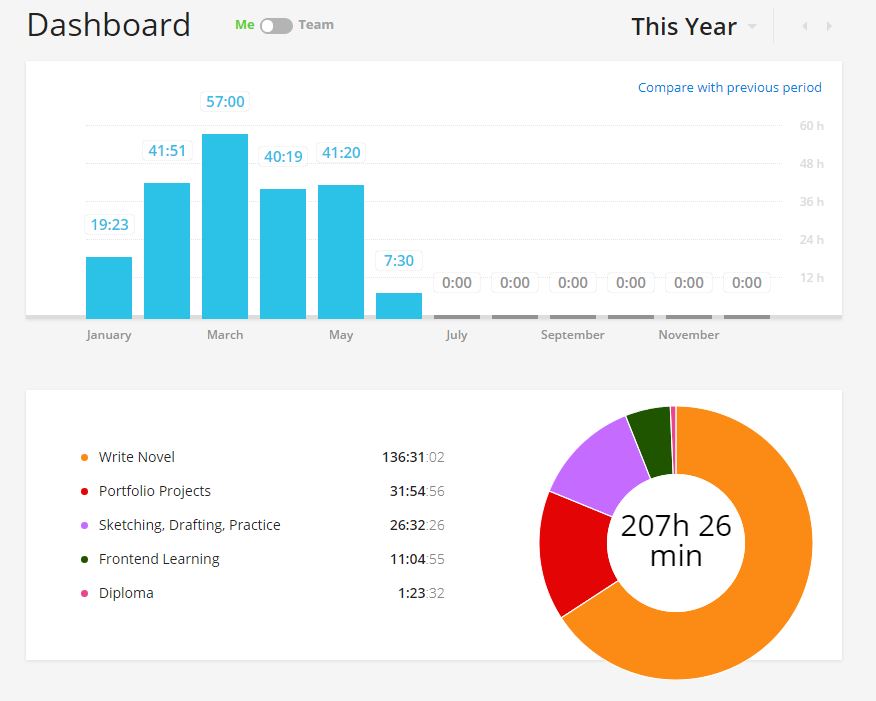 Dashboard
Me Team
This Year
Compare with previous period
60 h
48 h
36 h
24 h
12 h
19:23
41:51
57:00
40:19
41:20
7:30
0:00
0:00
0:00
0:00
0:00
0:00
January
March
May
July
September
November
Write Novel 136:31:02
Portfolio Projects 31:54:56
Sketching, Drafting, Practice 26:32:26
Frontend Learning 11:04:55
Diploma 1:23:32
207h 26
min